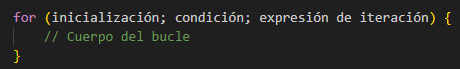 for (inicialización; condición; expresión de iteración) {
    // Cuerpo del bucle
}